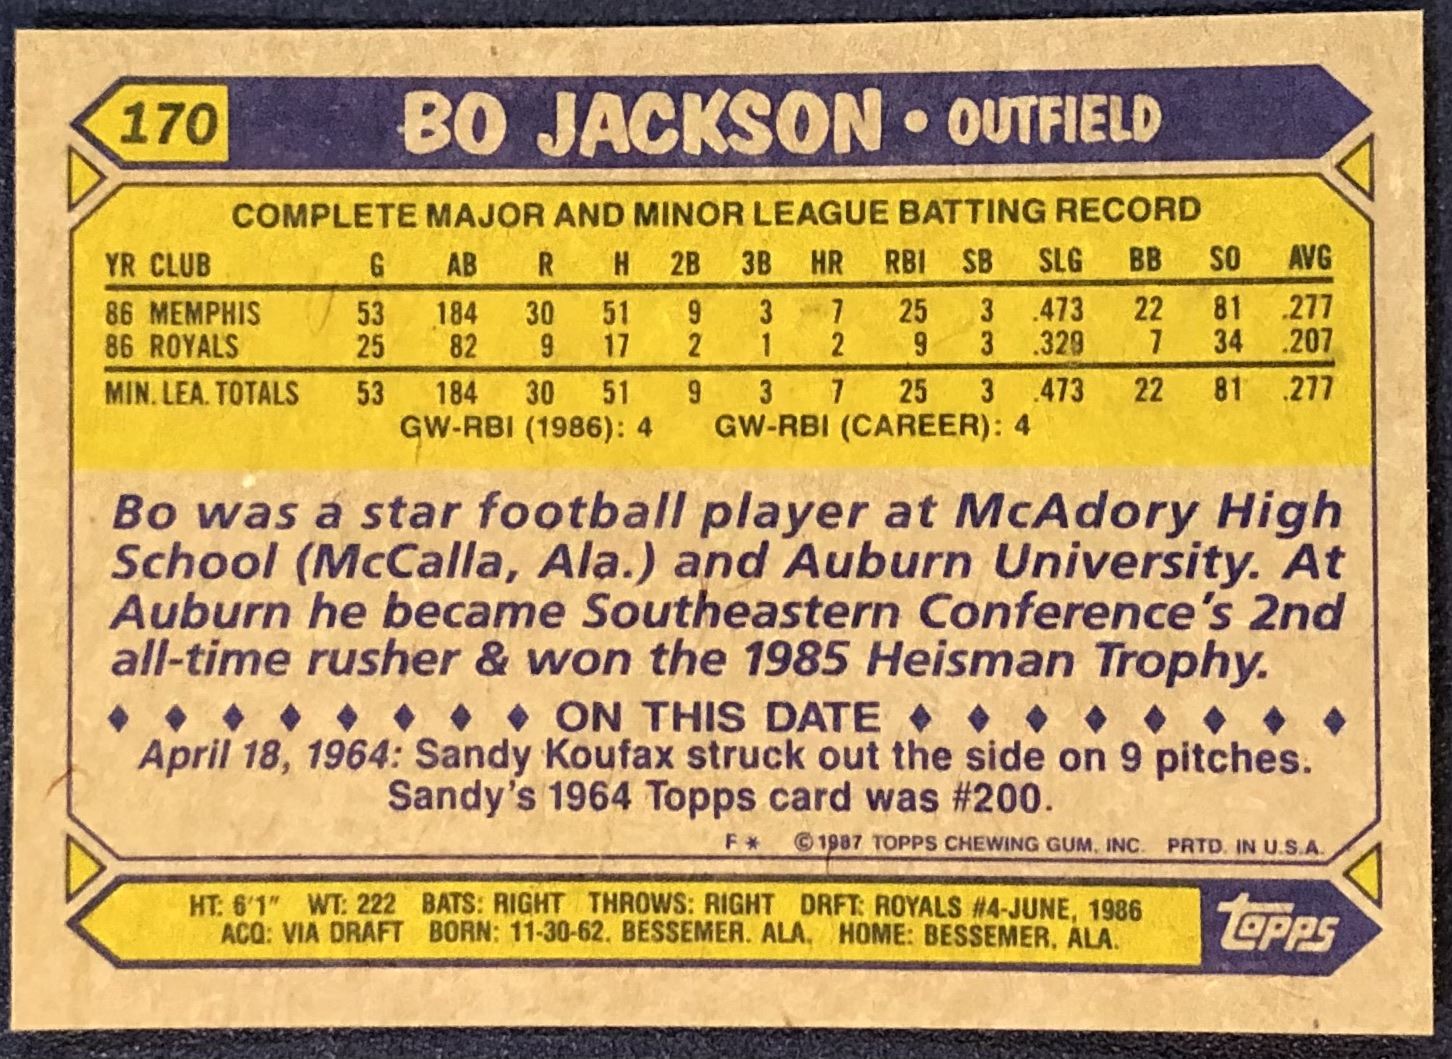 170 BO JACKSON • OUTFIELD
COMPLETE MAJOR AND MINOR LEAGUE BATTING RECORD
YR CLUB G AB R H 2B 3B HR RBI SB SLG BB SO AVG
86 MEMPHIS 53 184 30 51 9 3 7 25 3 .473 22 81 .277
86 ROYALS 25 82 9 17 2 1 2 9 3 .329 7 34 .207
MIN. LEA. TOTALS 53 184 30 51 9 3 7 25 3 .473 22 81 .277
GW-RBI (1986): 4 GW-RBI (CAREER): 4
Bo was a star football player at McAdory High
School (McCalla, Ala.) and Auburn University. At
Auburn he became Southeastern Conference's 2nd
all-time rusher & won the 1985 Heisman Trophy.
♦ ♦ ♦ ♦ ♦ ♦ ♦ ♦ ON THIS DATE ♦ ♦ ♦ ♦ ♦ ♦ ♦ ♦
April 18, 1964: Sandy Koufax struck out the side on 9 pitches.
Sandy's 1964 Topps card was #200.
F * © 1987 TOPPS CHEWING GUM, INC. PRTD. IN U.S.A.
HT: 6'1" WT: 222 BATS: RIGHT THROWS: RIGHT DRFT: ROYALS #4-JUNE, 1986
ACQ: VIA DRAFT BORN: 11-30-62, BESSEMER, ALA. HOME: BESSEMER, ALA.
topps